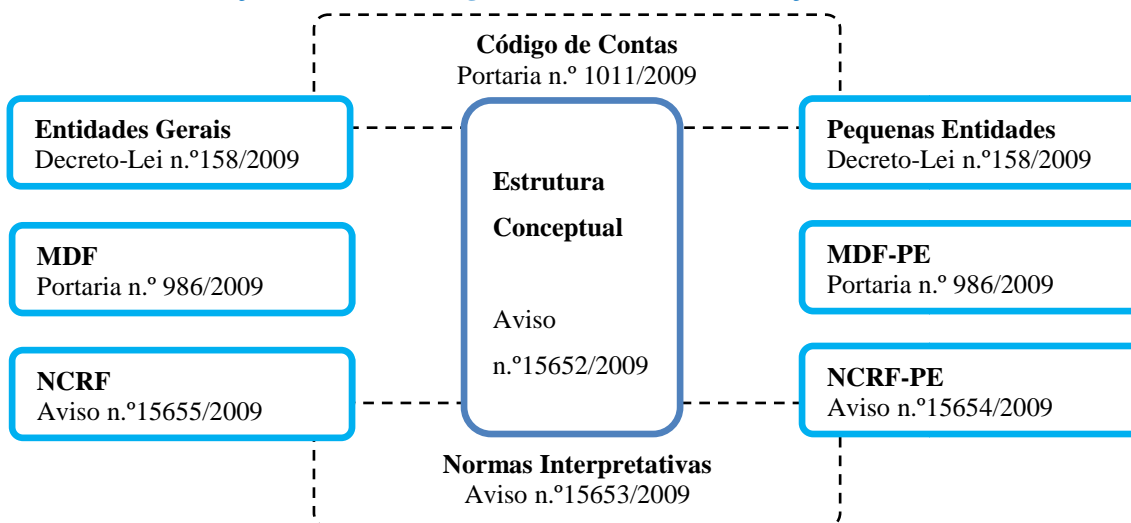 Código de Contas
Portaria n.º 1011/2009
Entidades Gerais
Decreto-Lei n.º158/2009
MDF
Portaria n.º 986/2009
NCRF
Aviso n.º15655/2009
Estrutura
Conceptual
Aviso
n.º15652/2009
Pequenas Entidades
Decreto-Lei n.º158/2009
MDF-PE
Portaria n.º 986/2009
NCRF-PE
Aviso n.º15654/2009
Normas Interpretativas
Aviso n.º15653/2009